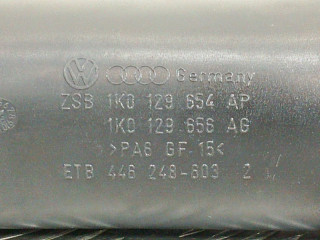 Germany
ZSB 1K0 129 654 AP
1K0 129 656 AG
>>PA6 GF 15<
ETB 446 248-603 2